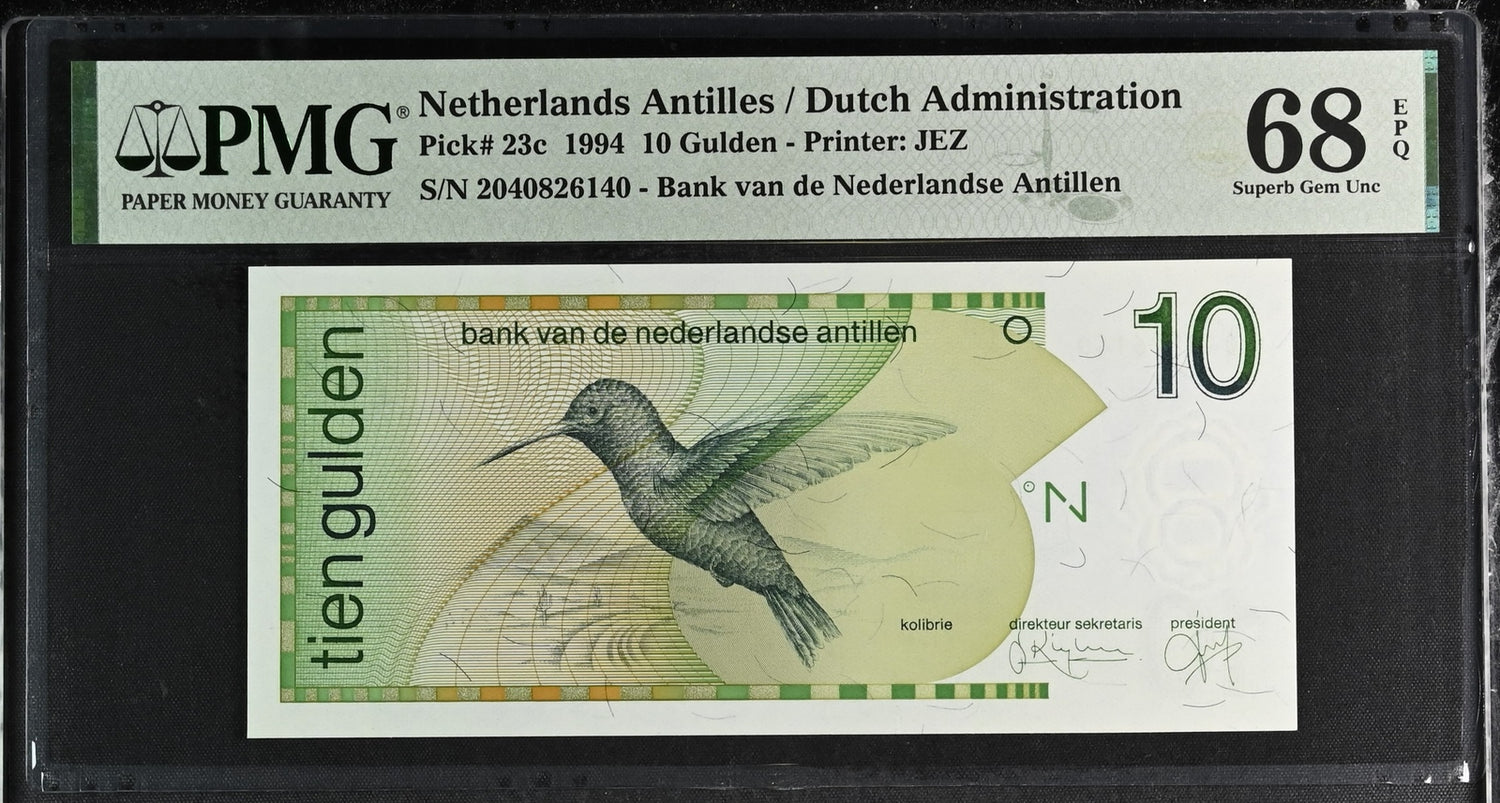 PMG®
PAPER MONEY GUARANTY
Netherlands Antilles / Dutch Administration
Pick# 23c 1994 10 Gulden - Printer: JEZ
S/N 2040826140 - Bank van de Nederlandse Antillen
68
EPQ
Superb Gem Unc
bank van de nederlandse antillen
10
tien gulden
N
kolibrie
direkteur sekretaris
president